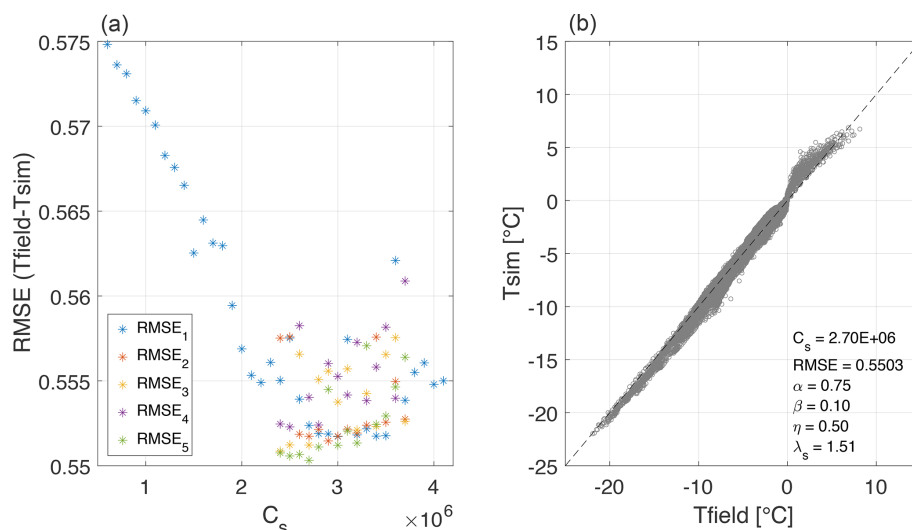 (a)
RMSE (Tfield-Tsim)
0.575
0.57
0.565
0.56
0.555
0.55
RMSE1
RMSE2
RMSE3
RMSE4
RMSE5
1 2 3 4
×10^6
Cs
(b)
Tsim [°C]
15
10
5
0
-5
-10
-15
-20
-25
Cs = 2.70E+06
RMSE = 0.5503
α = 0.75
β = 0.10
η = 0.50
λs = 1.51
-20 -10 0 10
Tfield [°C]